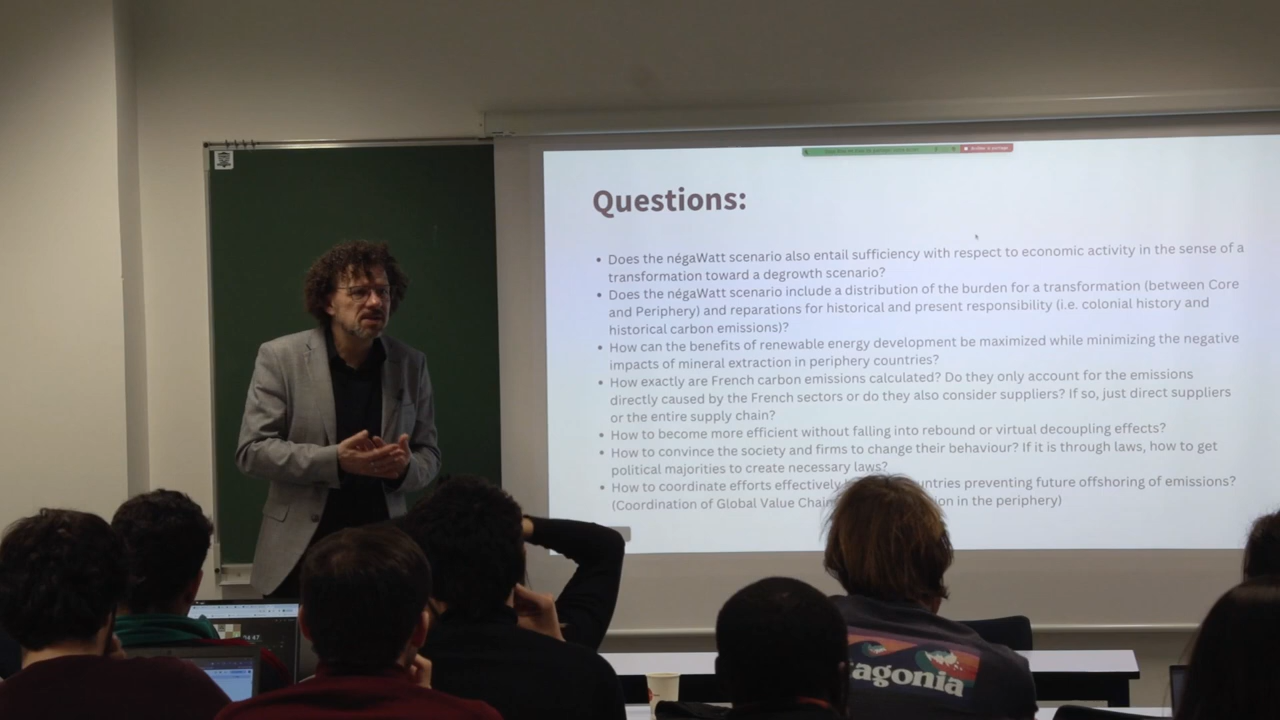 Questions:
• Does the négaWatt scenario also entail sufficiency with respect to economic activity in the sense of a
transformation toward a degrowth scenario?
• Does the négaWatt scenario include a distribution of the burden for a transformation (between Core
and Periphery) and reparations for historical and present responsibility (i.e. colonial history and
historical carbon emissions)?
• How can the benefits of renewable energy development be maximized while minimizing the negative
impacts of mineral extraction in periphery countries?
• How exactly are French carbon emissions calculated? Do they only account for the emissions
directly caused by the French sectors or do they also consider suppliers? If so, just direct suppliers
or the entire supply chain?
• How to become more efficient without falling into rebound or virtual decoupling effects?
• How to convince the society and firms to change their behaviour? If it is through laws, how to get
political majorities to create necessary laws?
• How to coordinate efforts effectively untries preventing future offshoring of emissions?
(Coordination of Global Value Chain on in the periphery)
agonia